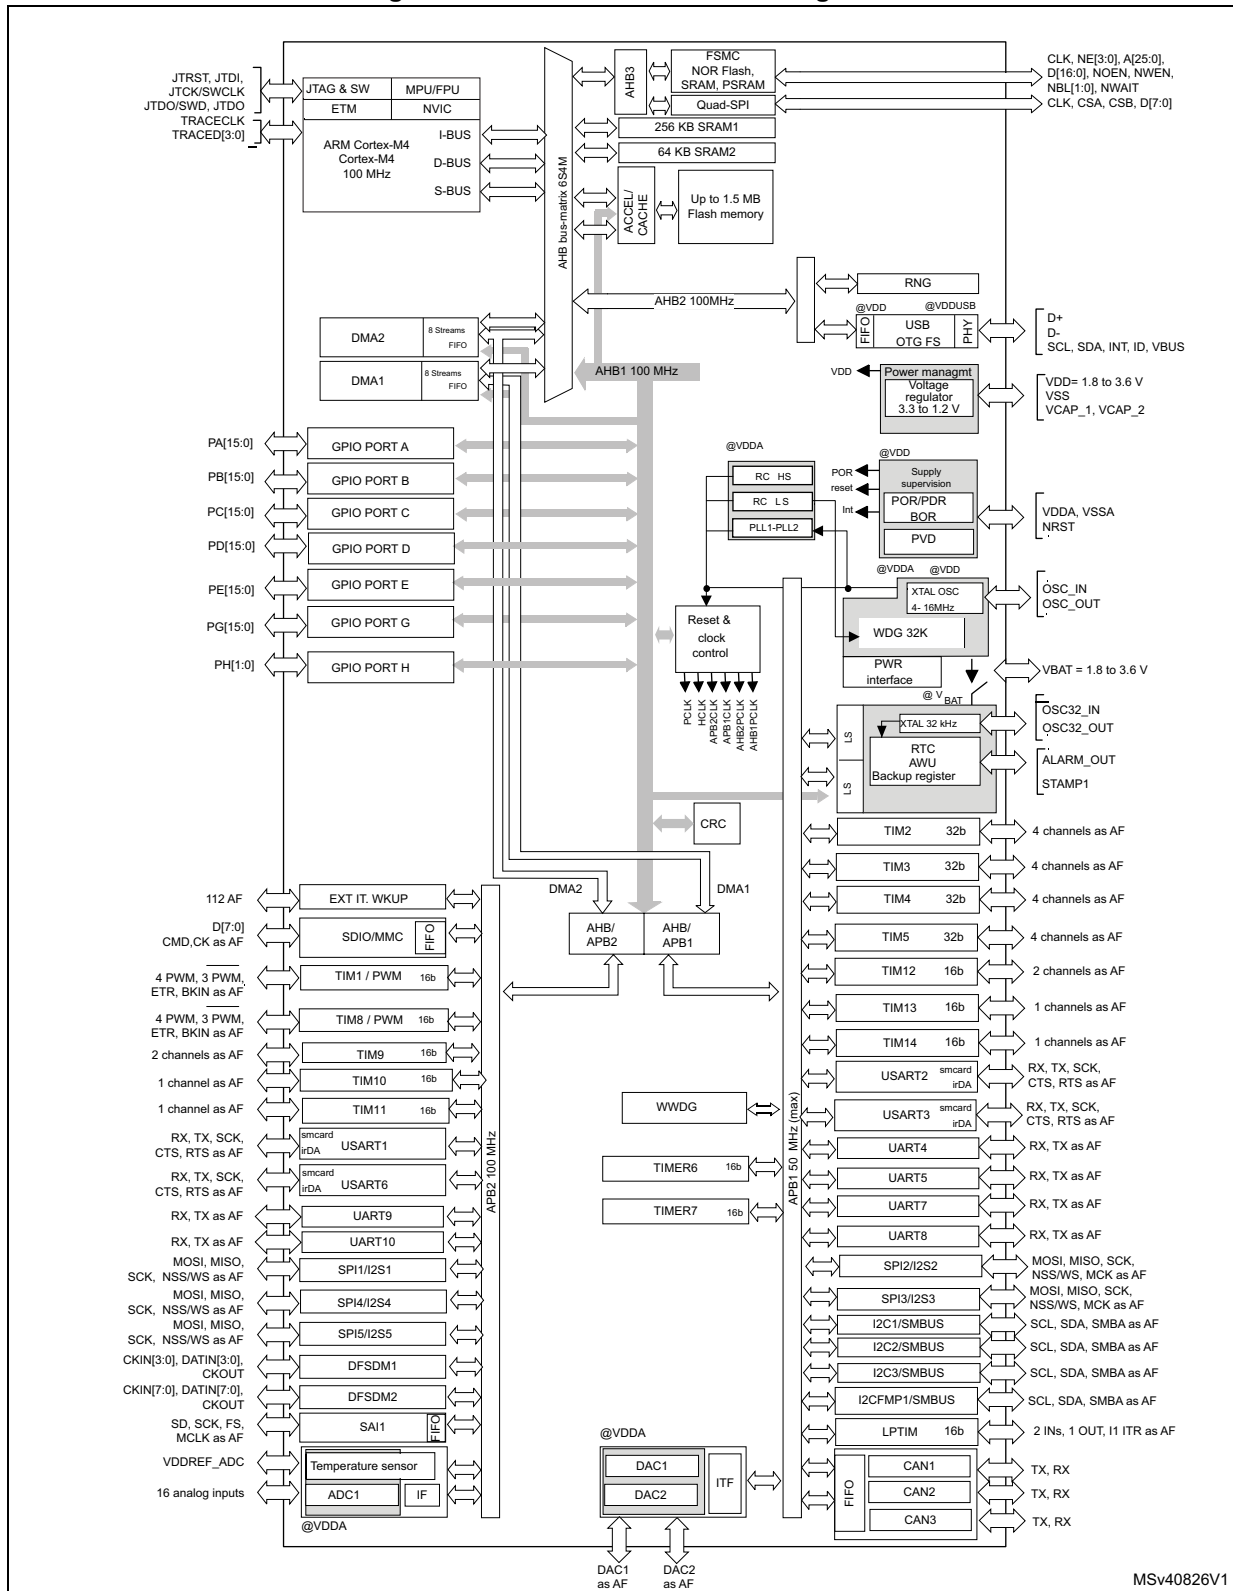 JTRST, JTDI,
JTCK/SWCLK
JTDO/SWD, JTDO
TRACECLK
TRACED[3:0]
JTAG & SW
MPU/FPU
ETM
NVIC
ARM Cortex-M4
Cortex-M4
100 MHz
I-BUS
D-BUS
S-BUS
AHB bus-matrix 6S4M
AHB3
FSMC
NOR Flash,
SRAM, PSRAM
Quad-SPI
CLK, NE[3:0], A[25:0],
D[16:0], NOEN, NWEN,
NBL[1:0], NWAIT
CLK, CSA, CSB, D[7:0]
256 KB SRAM1
64 KB SRAM2
ACCEL/
CACHE
Up to 1.5 MB
Flash memory
AHB2 100MHz
RNG
@VDD
@VDDUSB
FIFO
USB
OTG FS
PHY
D+
D-
SCL, SDA, INT, ID, VBUS
DMA2
8 Streams
FIFO
DMA1
8 Streams
FIFO
AHB1 100 MHz
VDD
Power managmt
Voltage
regulator
3.3 to 1.2 V
VDD= 1.8 to 3.6 V
VSS
VCAP_1, VCAP_2
PA[15:0]
GPIO PORT A
PB[15:0]
GPIO PORT B
PC[15:0]
GPIO PORT C
PD[15:0]
GPIO PORT D
PE[15:0]
GPIO PORT E
PG[15:0]
GPIO PORT G
PH[1:0]
GPIO PORT H
@VDDA
RC HS
RC LS
PLL1-PLL2
@VDD
POR
reset
Int
Supply
supervision
POR/PDR
BOR
PVD
VDDA, VSSA
NRST
@VDDA
@VDD
XTAL OSC
4- 16MHz
WDG 32K
PWR
interface
OSC_IN
OSC_OUT
VBAT = 1.8 to 3.6 V
Reset &
clock
control
PCLK
HCLK
APB2CLK
APB1CLK
AHB2PCLK
AHB1PCLK
@ VBAT
LS
LS
XTAL 32 kHz
RTC
AWU
Backup register
OSC32_IN
OSC32_OUT
ALARM_OUT
STAMP1
CRC
DMA2
DMA1
AHB/
APB2
AHB/
APB1
APB2 100 MHz
APB1 50 MHz (max)
112 AF
EXT IT. WKUP
D[7:0]
CMD,CK as AF
SDIO/MMC
FIFO
4 PWM, 3 PWM,
ETR, BKIN as AF
TIM1 / PWM 16b
4 PWM, 3 PWM,
ETR, BKIN as AF
TIM8 / PWM 16b
2 channels as AF
TIM9 16b
1 channel as AF
TIM10 16b
1 channel as AF
TIM11 16b
RX, TX, SCK,
CTS, RTS as AF
smcard
irDA
USART1
RX, TX, SCK,
CTS, RTS as AF
smcard
irDA
USART6
RX, TX as AF
UART9
RX, TX as AF
UART10
MOSI, MISO,
SCK, NSS/WS as AF
SPI1/I2S1
MOSI, MISO,
SCK, NSS/WS as AF
SPI4/I2S4
MOSI, MISO,
SCK, NSS/WS as AF
SPI5/I2S5
CKIN[3:0], DATIN[3:0],
CKOUT
DFSDM1
CKIN[7:0], DATIN[7:0],
CKOUT
DFSDM2
SD, SCK, FS,
MCLK as AF
SAI1
FIFO
VDDREF_ADC
Temperature sensor
16 analog inputs
ADC1
IF
@VDDA
WWDG
TIMER6 16b
TIMER7 16b
@VDDA
DAC1
DAC2
ITF
DAC1
as AF
DAC2
as AF
TIM2 32b
4 channels as AF
TIM3 32b
4 channels as AF
TIM4 32b
4 channels as AF
TIM5 32b
4 channels as AF
TIM12 16b
2 channels as AF
TIM13 16b
1 channels as AF
TIM14 16b
1 channels as AF
USART2
smcard
irDA
RX, TX, SCK,
CTS, RTS as AF
USART3
smcard
irDA
RX, TX, SCK,
CTS, RTS as AF
UART4
RX, TX as AF
UART5
RX, TX as AF
UART7
RX, TX as AF
UART8
RX, TX as AF
SPI2/I2S2
MOSI, MISO, SCK,
NSS/WS, MCK as AF
SPI3/I2S3
MOSI, MISO, SCK,
NSS/WS, MCK as AF
I2C1/SMBUS
SCL, SDA, SMBA as AF
I2C2/SMBUS
SCL, SDA, SMBA as AF
I2C3/SMBUS
SCL, SDA, SMBA as AF
I2CFMP1/SMBUS
SCL, SDA, SMBA as AF
LPTIM 16b
2 INs, 1 OUT, I1 ITR as AF
FIFO
CAN1
TX, RX
CAN2
TX, RX
CAN3
TX, RX
MSv40826V1